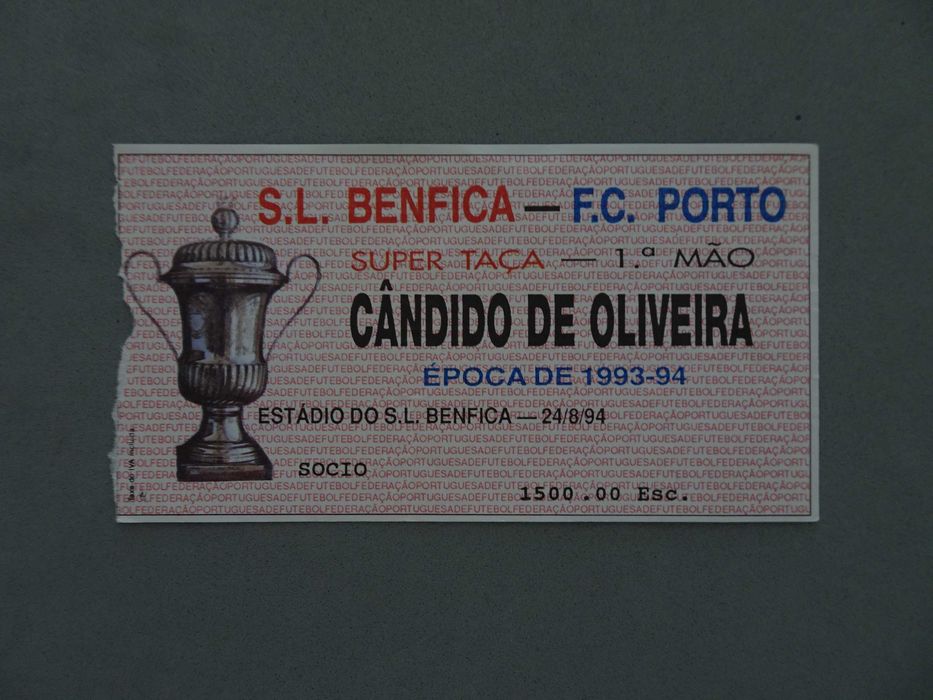 S.L. BENFICA — F.C. PORTO
SUPER TAÇA — 1.ª MÃO
CÂNDIDO DE OLIVEIRA
ÉPOCA DE 1993-94
ESTÁDIO DO S.L. BENFICA — 24/8/94
SOCIO
1500.00 Esc.